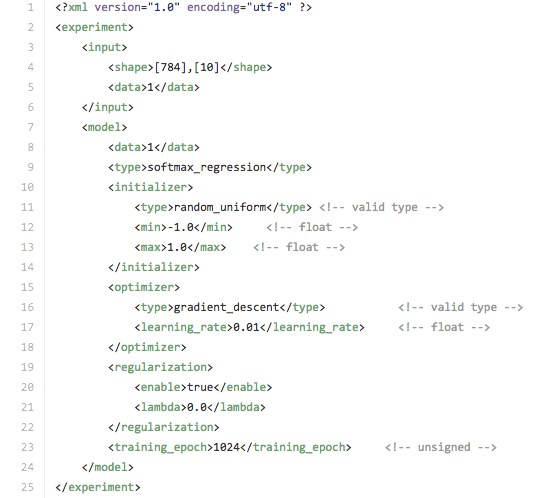 1 <?xml version="1.0" encoding="utf-8" ?>
2 <experiment>
3     <input>
4         <shape>[784],[10]</shape>
5         <data>1</data>
6     </input>
7     <model>
8         <data>1</data>
9         <type>softmax_regression</type>
10         <initializer>
11             <type>random_uniform</type> <!-- valid type -->
12             <min>-1.0</min>     <!-- float -->
13             <max>1.0</max>    <!-- float -->
14         </initializer>
15         <optimizer>
16             <type>gradient_descent</type>           <!-- valid type -->
17             <learning_rate>0.01</learning_rate>     <!-- float -->
18         </optimizer>
19         <regularization>
20             <enable>true</enable>
21             <lambda>0.0</lambda>
22         </regularization>
23         <training_epoch>1024</training_epoch>     <!-- unsigned -->
24     </model>
25 </experiment>